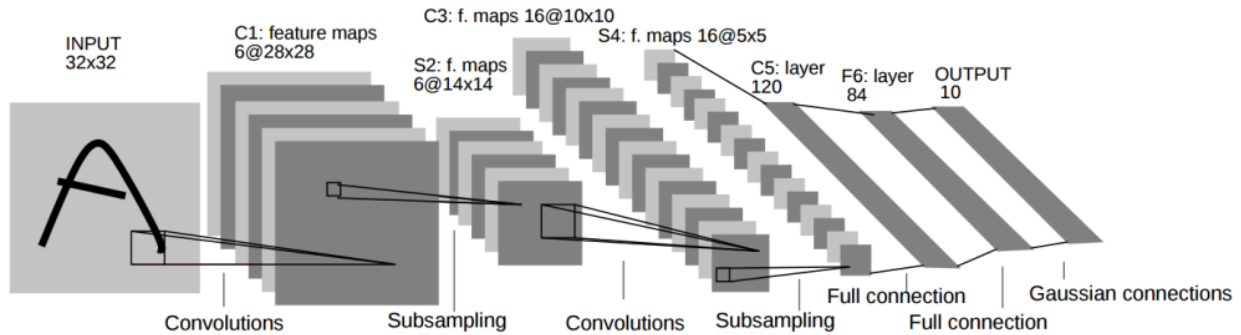 INPUT
32x32
C1: feature maps
6@28x28
S2: f. maps
6@14x14
C3: f. maps 16@10x10
S4: f. maps 16@5x5
C5: layer
120
F6: layer
84
OUTPUT
10
Convolutions
Subsampling
Convolutions
Subsampling
Full connection
Full connection
Gaussian connections